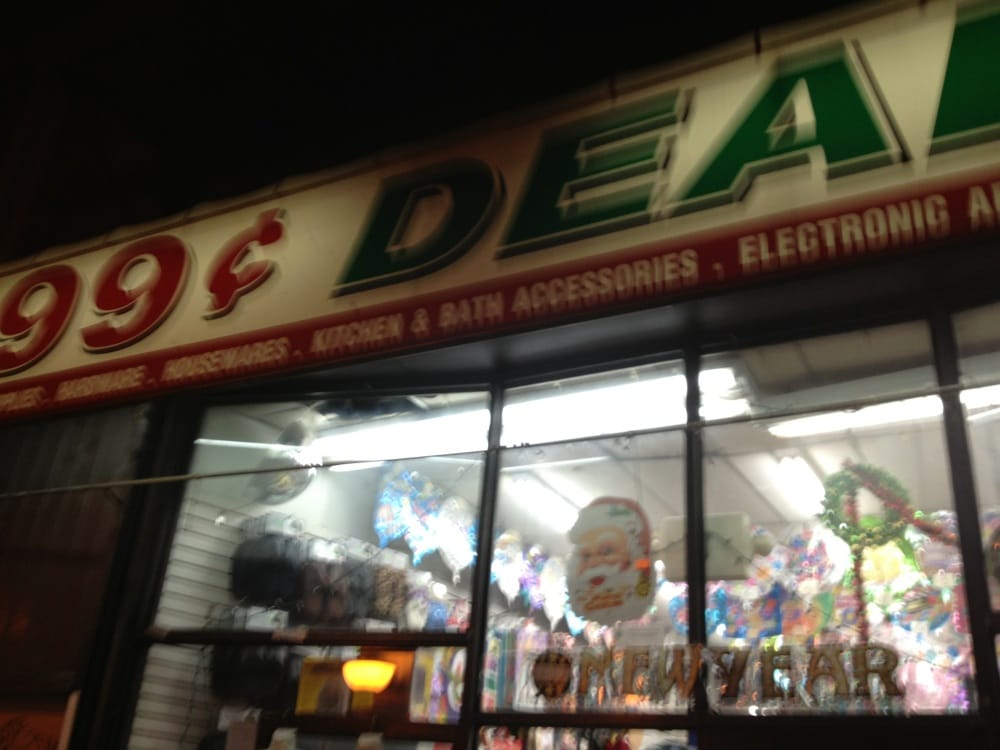 99¢ DEA
HARDWARE . HOUSEWARES . KITCHEN & BATH ACCESSORIES . ELECTRONIC
NEW YEAR